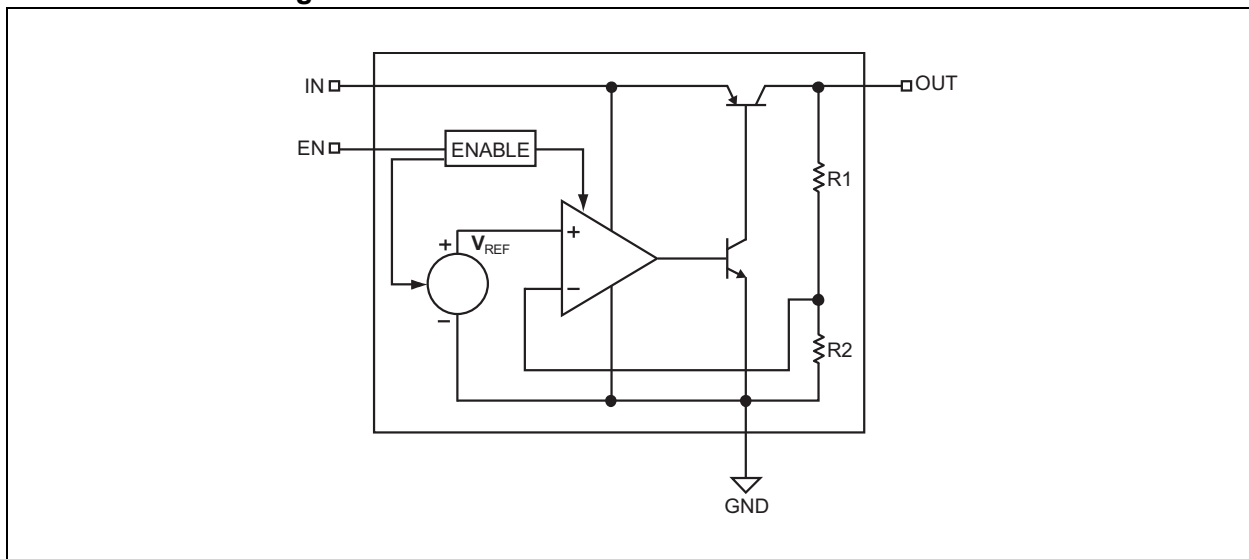 IN
OUT
EN
ENABLE
R1
+
+
V_REF
−
−
R2
GND